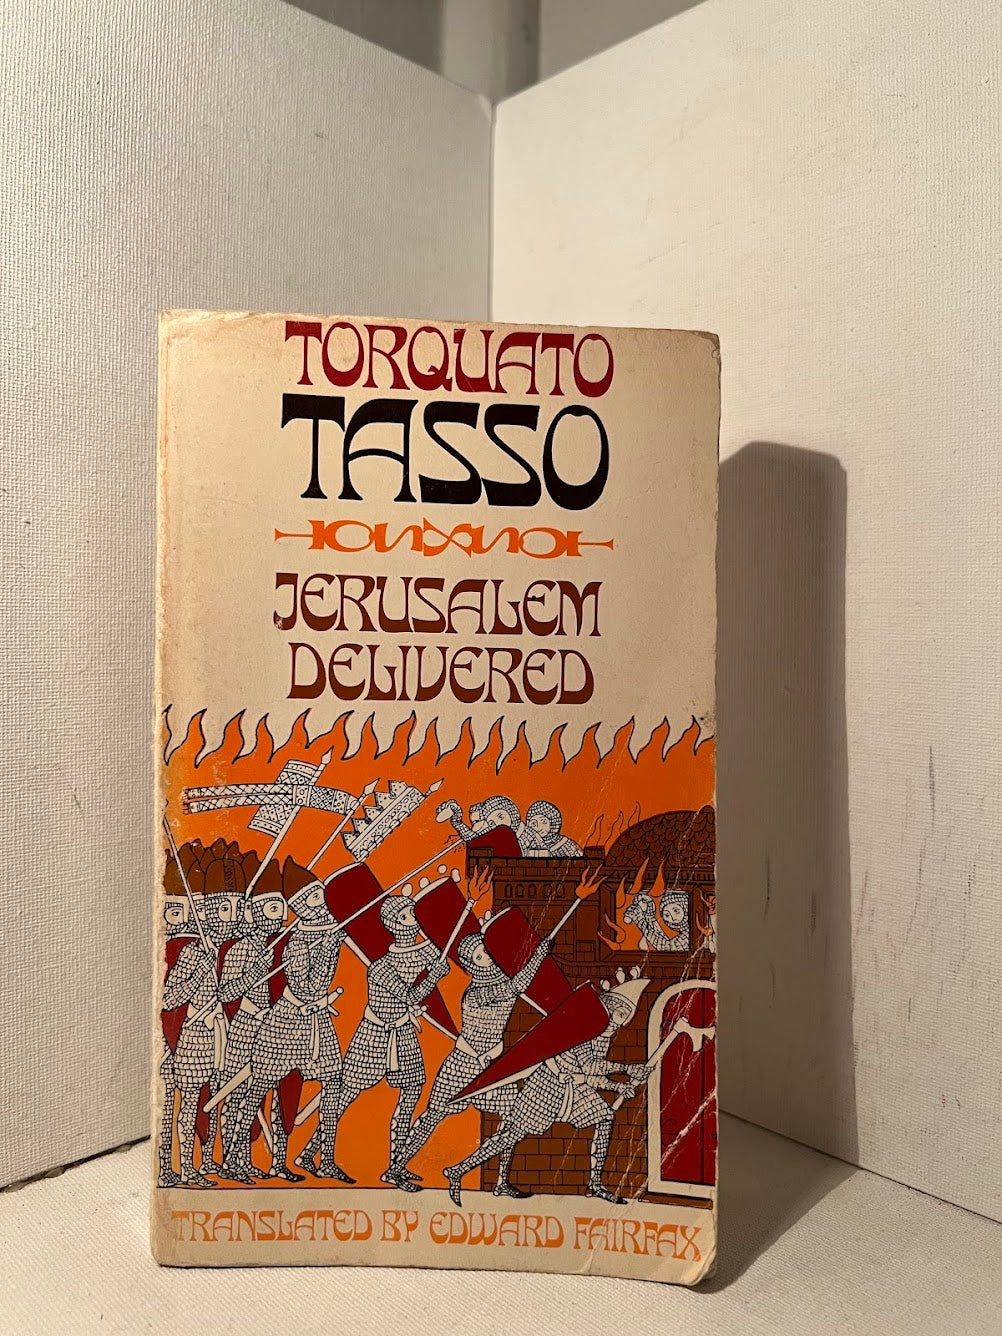 TORQUATO
TASSO
JERUSALEM
DELIVERED
TRANSLATED BY EDWARD FAIRFAX